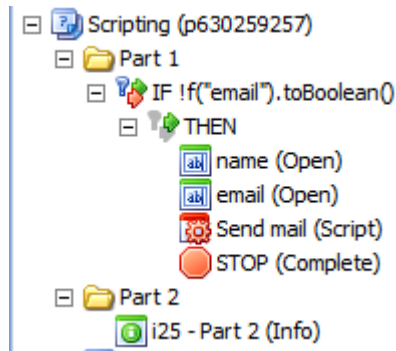 Scripting (p630259257)
Part 1
IF !f("email").toBoolean()
THEN
name (Open)
email (Open)
Send mail (Script)
STOP (Complete)
Part 2
i25 - Part 2 (Info)